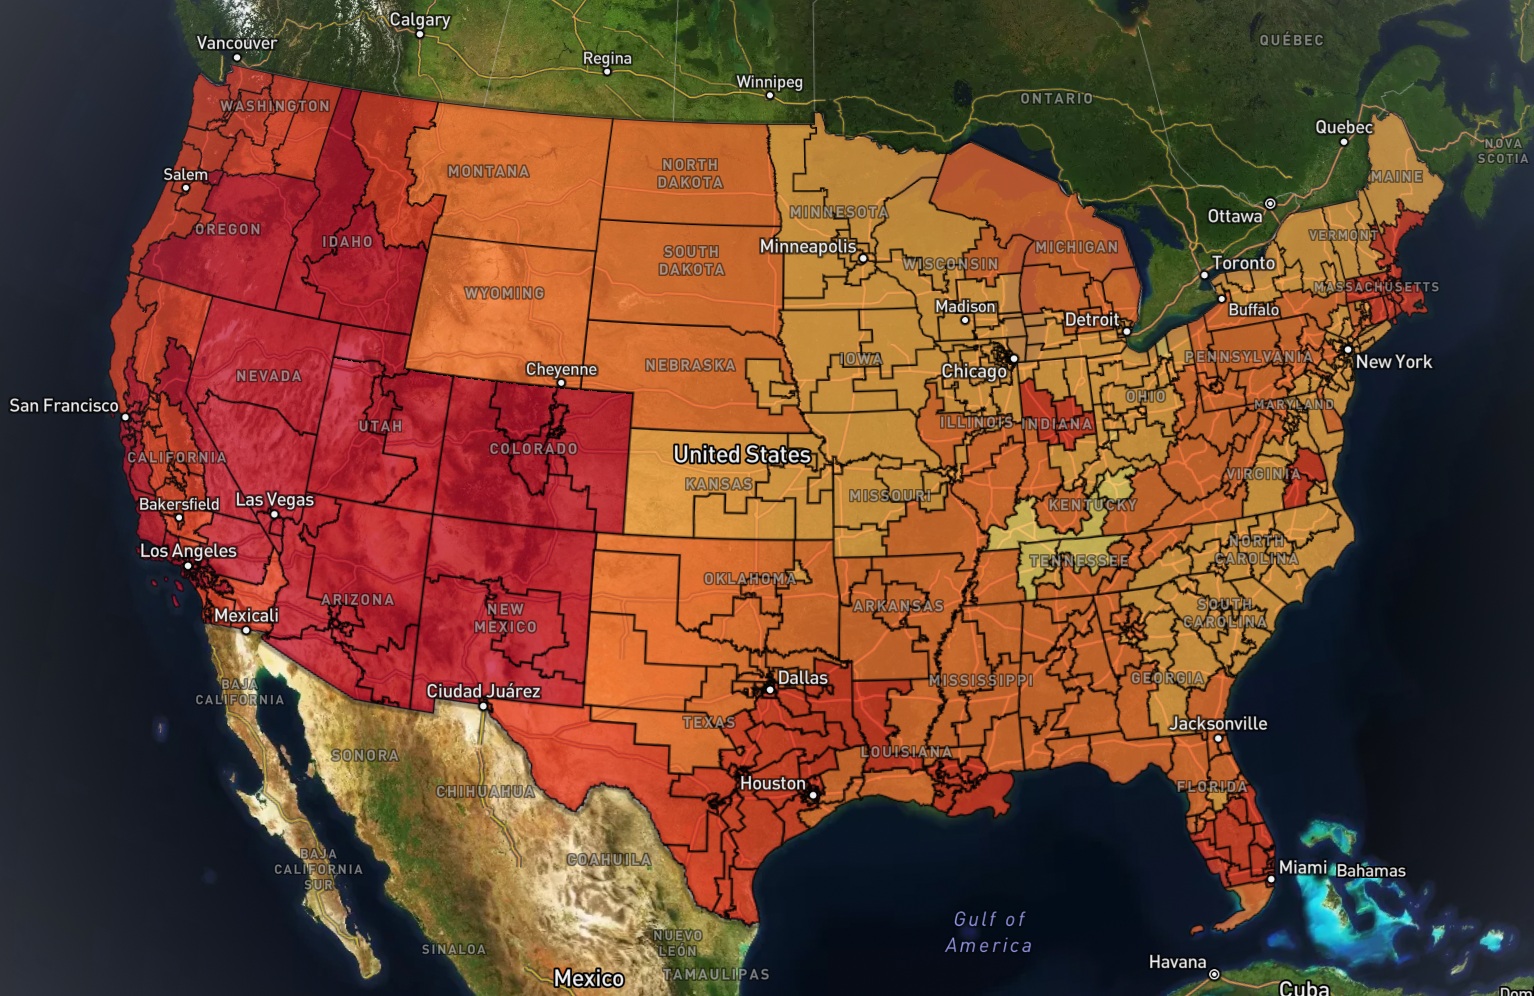 Calgary
Vancouver
QUÉBEC
Regina
Winnipeg
ONTARIO
WASHINGTON
Quebec
NOVA
SCOTIA
MONTANA
NORTH
DAKOTA
Salem
MAINE
MINNESOTA
Ottawa
OREGON
IDAHO
VERMONT
Minneapolis
MICHIGAN
SOUTH
DAKOTA
WISCONSIN
Toronto
WYOMING
MASSACHUSETTS
Madison
Buffalo
Detroit
IOWA
PENNSYLVANIA
NEBRASKA
New York
Cheyenne
Chicago
NEVADA
OHIO
San Francisco
MARYLAND
UTAH
ILLINOIS
INDIANA
COLORADO
United States
CALIFORNIA
VIRGINIA
KANSAS
MISSOURI
Las Vegas
Bakersfield
KENTUCKY
Los Angeles
NORTH
CAROLINA
TENNESSEE
OKLAHOMA
ARIZONA
NEW
MEXICO
ARKANSAS
SOUTH
CAROLINA
Mexicali
Dallas
MISSISSIPPI
GEORGIA
BAJA
CALIFORNIA
Ciudad Juárez
TEXAS
Jacksonville
SONORA
LOUISIANA
Houston
FLORIDA
CHIHUAHUA
BAJA
CALIFORNIA
SUR
COAHUILA
Miami
Bahamas
Gulf of
America
SINALOA
NUEVO
LEÓN
Mexico
TAMAULIPAS
Havana
Cuba